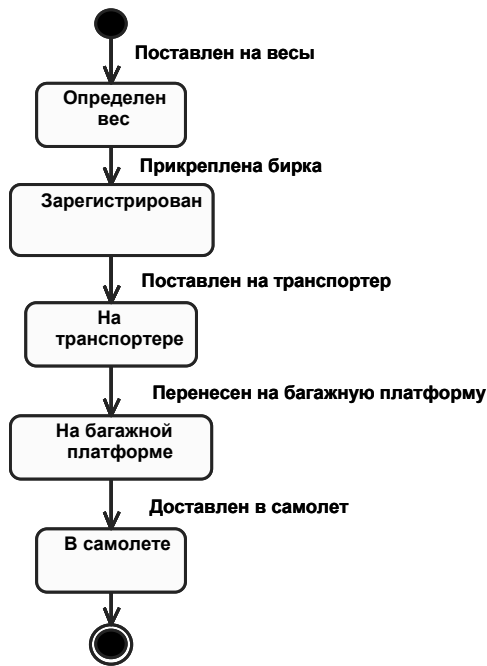 Поставлен на весы
Определен
вес
Прикреплена бирка
Зарегистрирован
Поставлен на транспортер
На
транспортере
Перенесен на багажную платформу
На багажной
платформе
Доставлен в самолет
В самолете